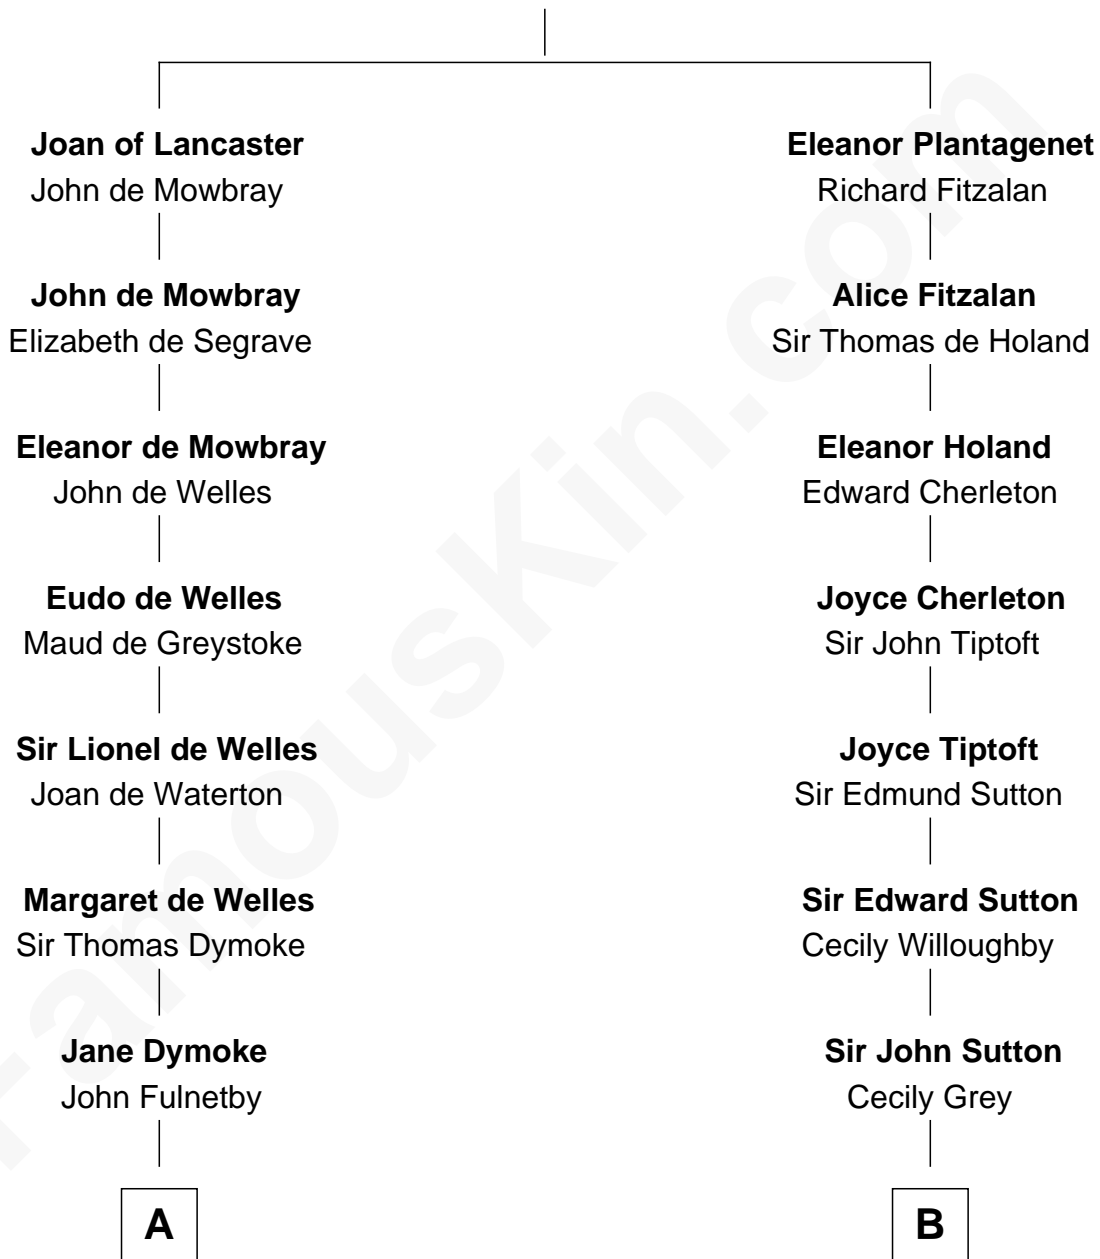 Joan of Lancaster
John de Mowbray
John de Mowbray
Elizabeth de Segrave
Eleanor de Mowbray
John de Welles
Eudo de Welles
Maud de Greystoke
Sir Lionel de Welles
Joan de Waterton
Margaret de Welles
Sir Thomas Dymoke
Jane Dymoke
John Fulnetby
A
Eleanor Plantagenet
Richard Fitzalan
Alice Fitzalan
Sir Thomas de Holand
Eleanor Holand
Edward Cherleton
Joyce Cherleton
Sir John Tiptoft
Joyce Tiptoft
Sir Edmund Sutton
Sir Edward Sutton
Cecily Willoughby
Sir John Sutton
Cecily Grey
B
FamousKin.com